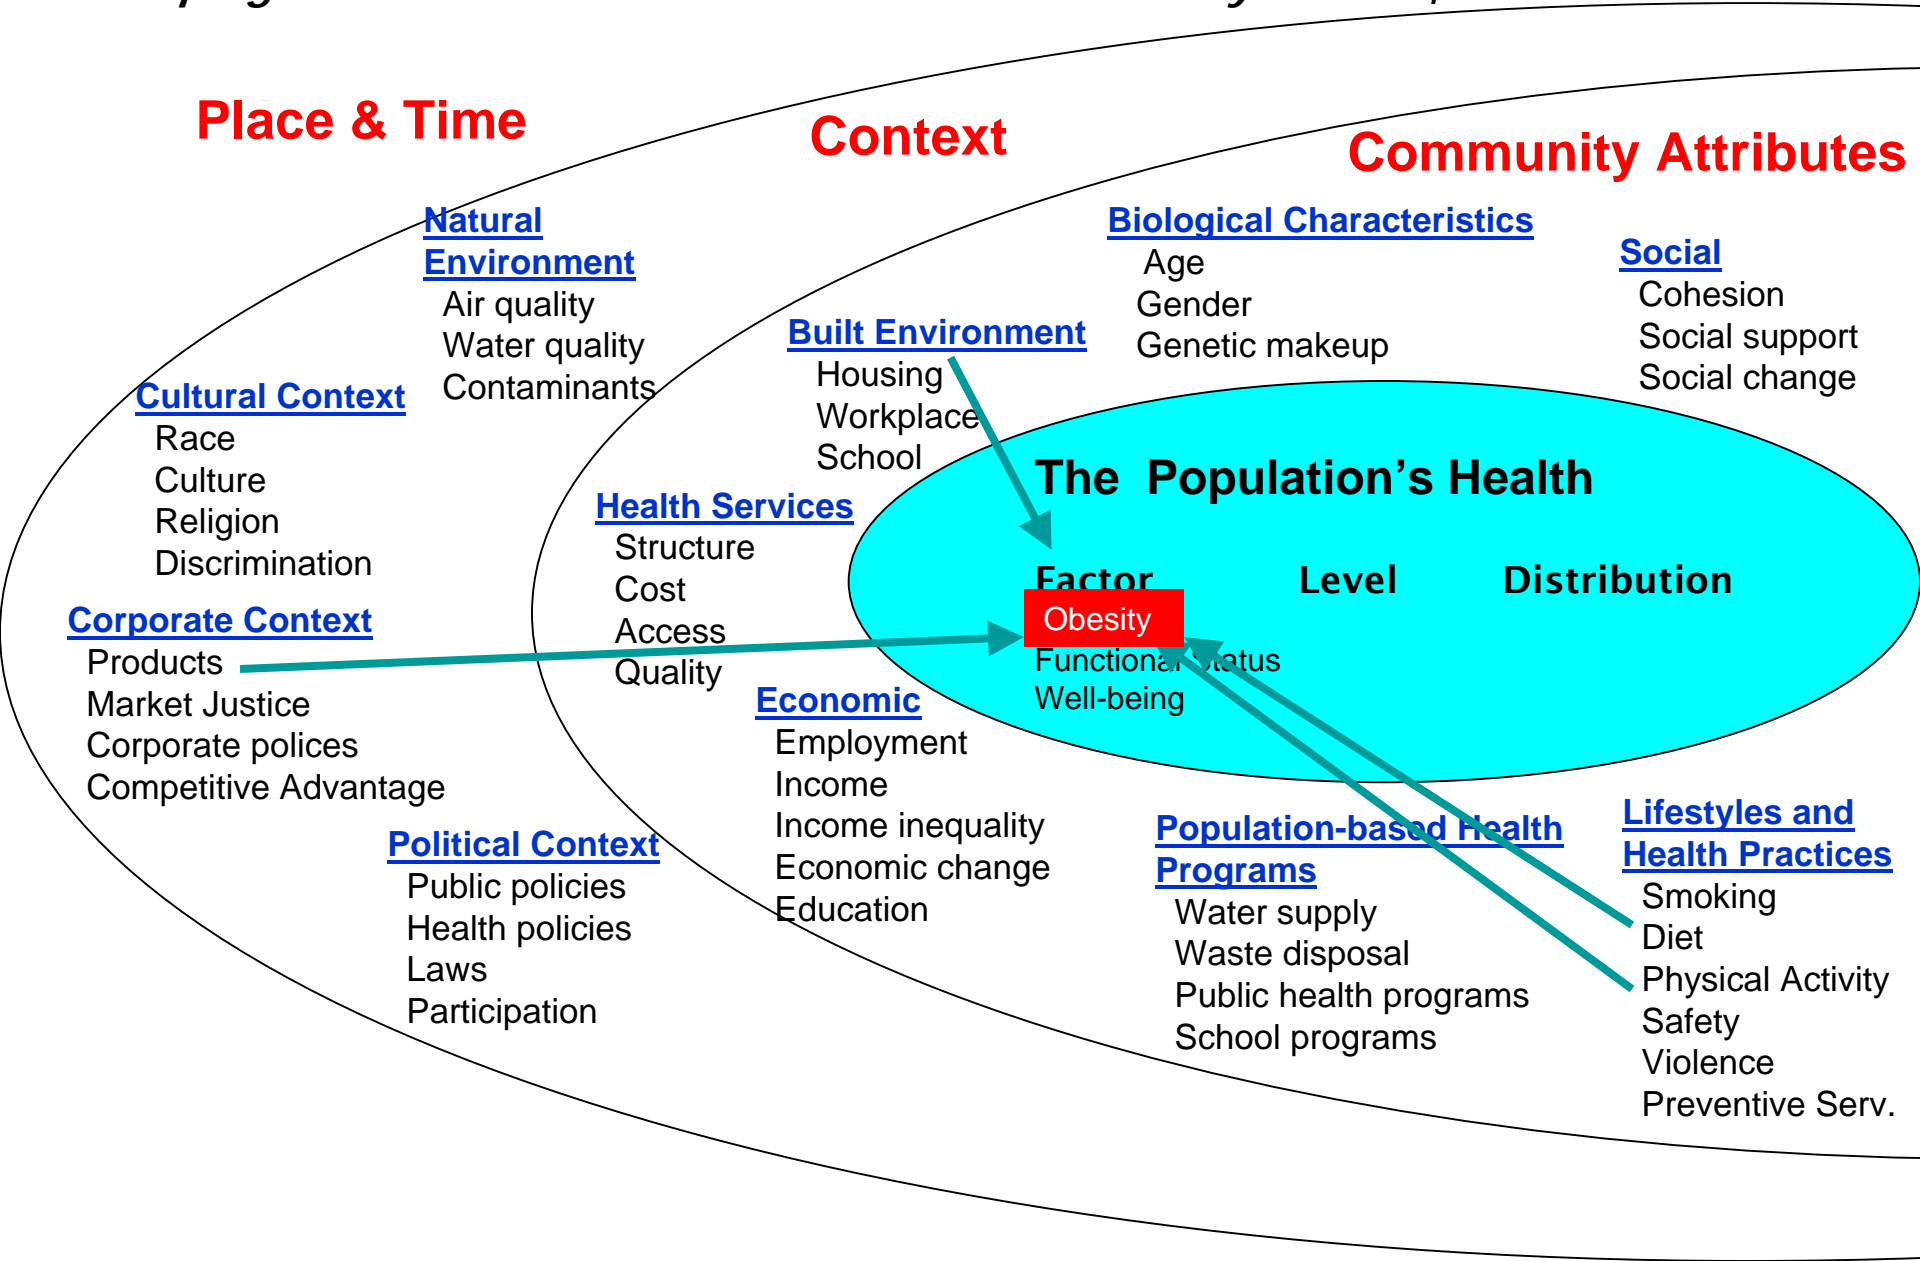 Place & Time
Context
Community Attributes
Natural
Environment
Air quality
Water quality
Contaminants
Biological Characteristics
Age
Gender
Genetic makeup
Social
Cohesion
Social support
Social change
Built Environment
Housing
Workplace
School
Cultural Context
Race
Culture
Religion
Discrimination
The Population's Health
Health Services
Structure
Cost
Access
Quality
Factor Level Distribution
Obesity
Functional Status
Well-being
Corporate Context
Products
Market Justice
Corporate polices
Competitive Advantage
Economic
Employment
Income
Income inequality
Economic change
Education
Political Context
Public policies
Health policies
Laws
Participation
Population-based Health
Programs
Water supply
Waste disposal
Public health programs
School programs
Lifestyles and
Health Practices
Smoking
Diet
Physical Activity
Safety
Violence
Preventive Serv.